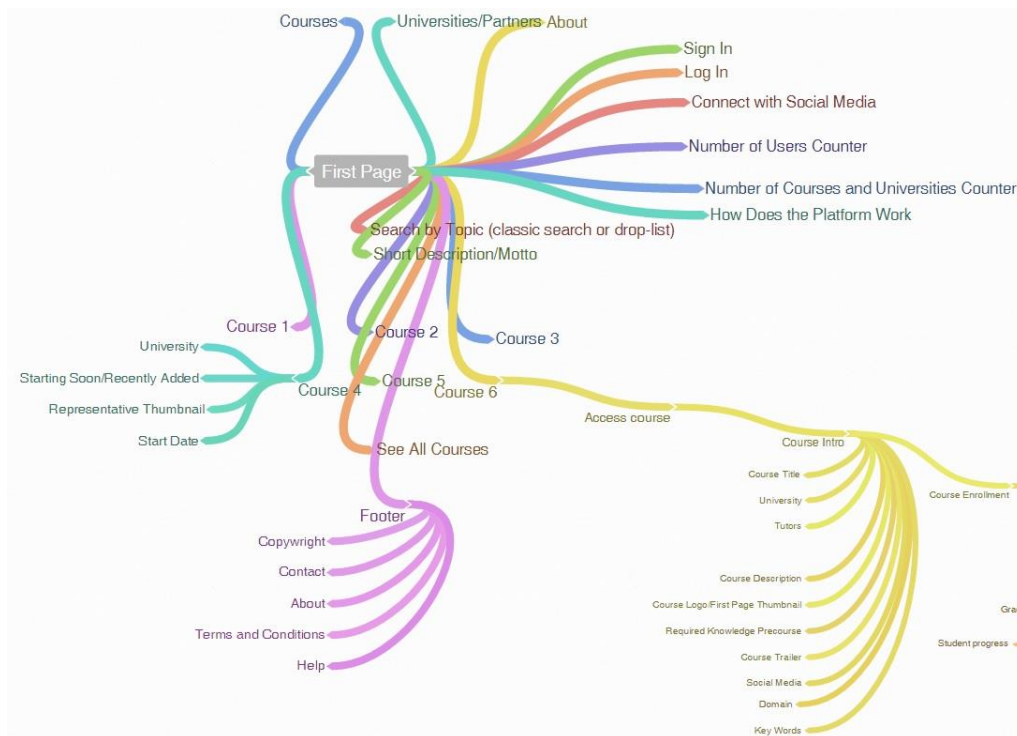 Courses
Universities/Partners
About
Sign In
Log In
Connect with Social Media
Number of Users Counter
First Page
Number of Courses and Universities Counter
How Does the Platform Work
Search by Topic (classic search or drop-list)
Short Description/Motto
Course 1
Course 2
Course 3
University
Starting Soon/Recently Added
Representative Thumbnail
Start Date
Course 4
Course 5
Course 6
Access course
See All Courses
Course Intro
Course Title
University
Tutors
Course Enrollment
Footer
Copywright
Contact
About
Terms and Conditions
Help
Course Description
Course Logo/First Page Thumbnail
Required Knowledge Precourse
Course Trailer
Social Media
Domain
Key Words
Student progress